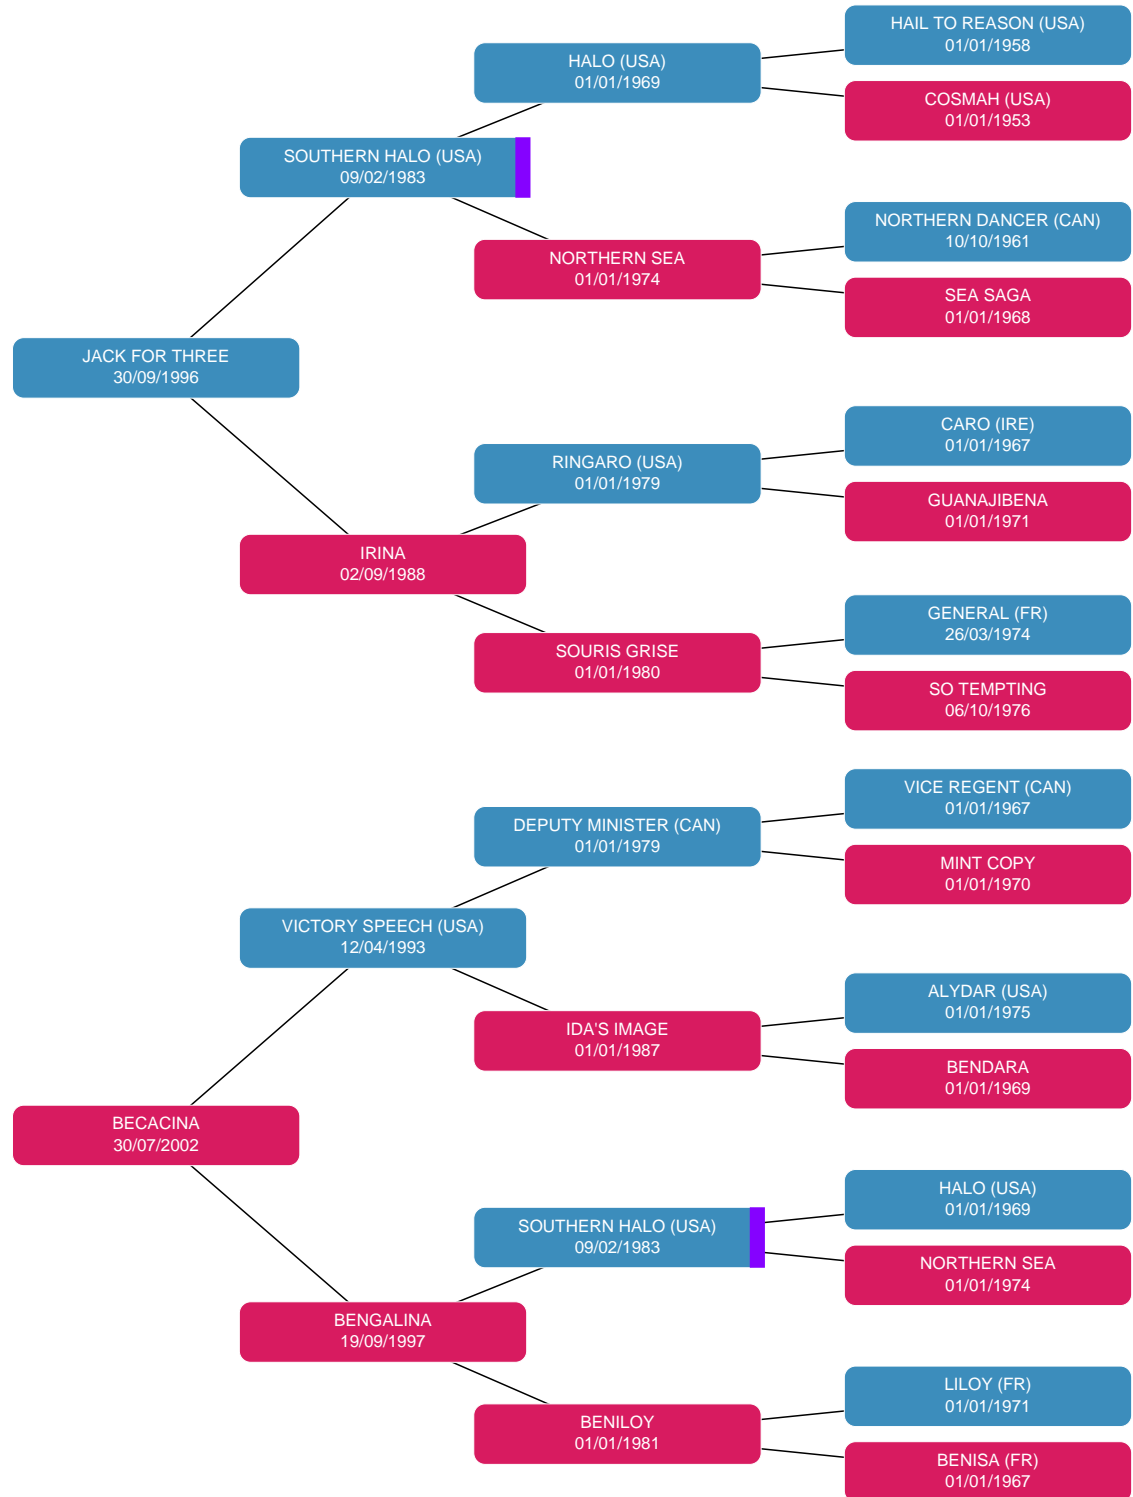 HAIL TO REASON (USA)
01/01/1958
HALO (USA)
01/01/1969
COSMAH (USA)
01/01/1953
SOUTHERN HALO (USA)
09/02/1983
NORTHERN DANCER (CAN)
10/10/1961
NORTHERN SEA
01/01/1974
SEA SAGA
01/01/1968
JACK FOR THREE
30/09/1996
CARO (IRE)
01/01/1967
RINGARO (USA)
01/01/1979
GUANAJIBENA
01/01/1971
IRINA
02/09/1988
GENERAL (FR)
26/03/1974
SOURIS GRISE
01/01/1980
SO TEMPTING
06/10/1976
VICE REGENT (CAN)
01/01/1967
DEPUTY MINISTER (CAN)
01/01/1979
MINT COPY
01/01/1970
VICTORY SPEECH (USA)
12/04/1993
ALYDAR (USA)
01/01/1975
IDA'S IMAGE
01/01/1987
BENDARA
01/01/1969
BECACINA
30/07/2002
HALO (USA)
01/01/1969
SOUTHERN HALO (USA)
09/02/1983
NORTHERN SEA
01/01/1974
BENGALINA
19/09/1997
LILOY (FR)
01/01/1971
BENILOY
01/01/1981
BENISA (FR)
01/01/1967